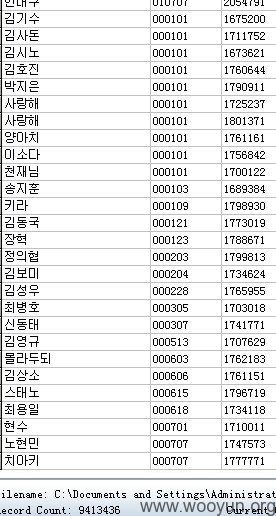 김기수 000101 1675200
김사돈 000101 1711752
김시노 000101 1673621
김호진 000101 1760644
박지은 000101 1790911
사랑해 000101 1725237
사랑해 000101 1801371
양아치 000101 1761161
이소다 000101 1756842
천재님 000101 1700122
송지훈 000103 1689384
키라 000109 1798930
김동국 000121 1773019
장혁 000123 1788671
정의협 000203 1799813
김보미 000204 1734624
김성우 000228 1765955
최병호 000305 1703018
신동태 000307 1741771
김영규 000513 1707629
몰라두되 000603 1762183
김상소 000606 1761151
스태노 000615 1796719
최용일 000618 1734118
현수 000701 1710011
노현민 000707 1747573
치아키 000707 1777771
ilename: C:\Documents and Settings\Administrat
ecord Count: 9413436 Current
www.wooyun.org